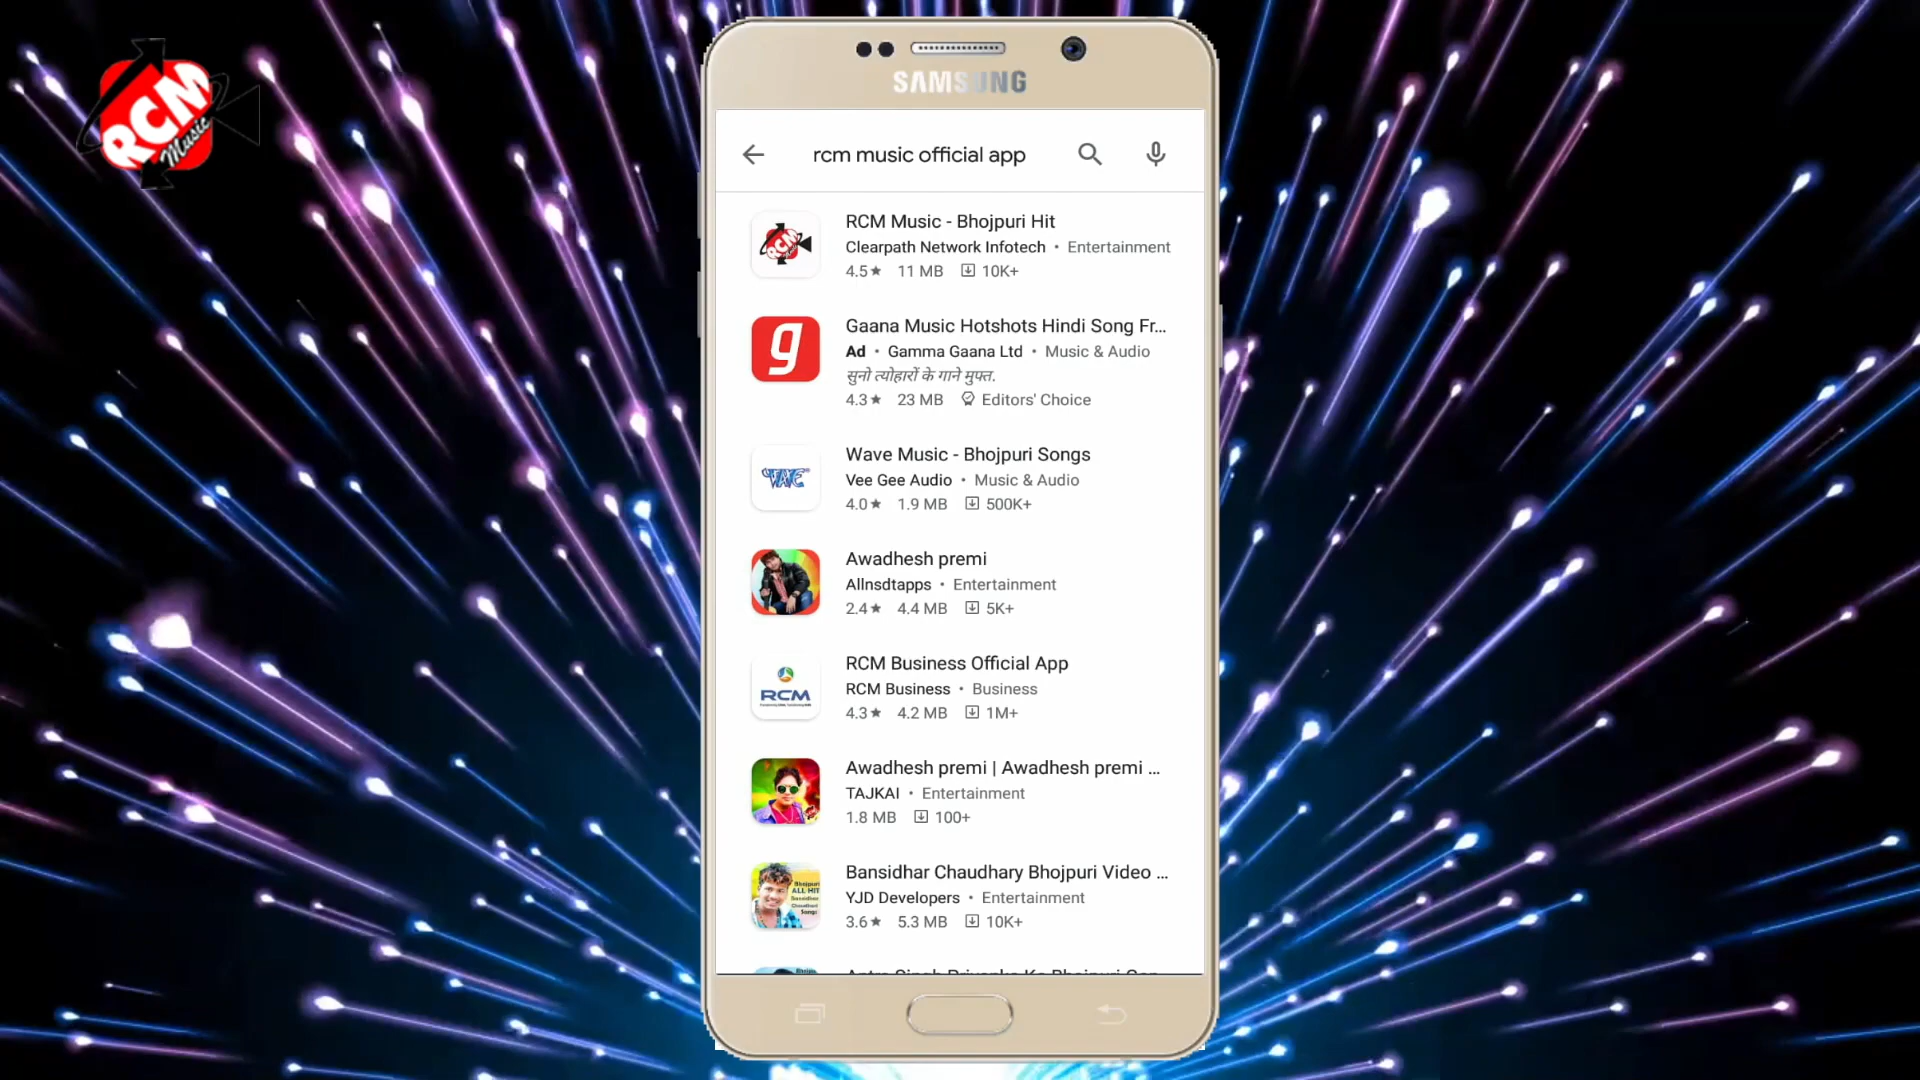 RCM
Music
SAMSUNG
rcm music official app
RCM Music - Bhojpuri Hit
Clearpath Network Infotech • Entertainment
4.5★ 11 MB 10K+
Gaana Music Hotshots Hindi Song Fr...
Ad • Gamma Gaana Ltd • Music & Audio
सुनो त्योहारों के गाने मुफ्त.
4.3★ 23 MB Editors' Choice
Wave Music - Bhojpuri Songs
Vee Gee Audio • Music & Audio
4.0★ 1.9 MB 500K+
Awadhesh premi
Allnsdtapps • Entertainment
2.4★ 4.4 MB 5K+
RCM
RCM Business Official App
RCM Business • Business
4.3★ 4.2 MB 1M+
Awadhesh premi | Awadhesh premi ...
TAJKAI • Entertainment
1.8 MB 100+
Bhojpuri
ALL HIT
Songs
Bansidhar Chaudhary Bhojpuri Video ...
YJD Developers • Entertainment
3.6★ 5.3 MB 10K+